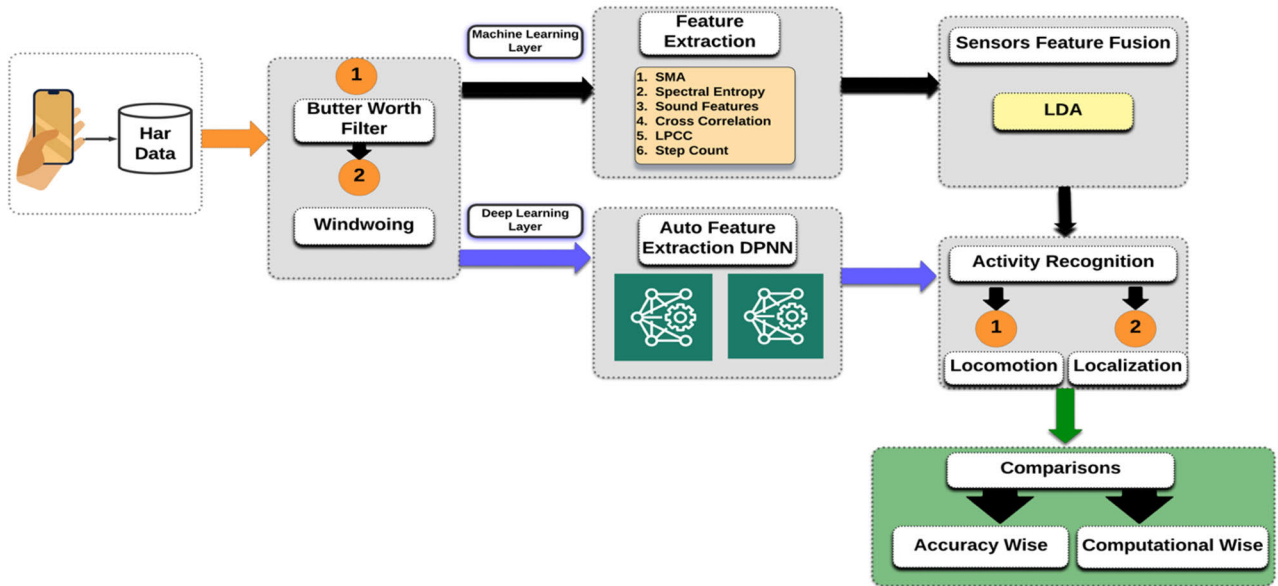 Har
Data
1
Butter Worth
Filter
2
Windwoing
Machine Learning
Layer
Deep Learning
Layer
Feature
Extraction
1. SMA
2. Spectral Entropy
3. Sound Features
4. Cross Correlation
5. LPCC
6. Step Count
Auto Feature
Extraction DPNN
Sensors Feature Fusion
LDA
Activity Recognition
1
2
Locomotion
Localization
Comparisons
Accuracy Wise
Computational Wise